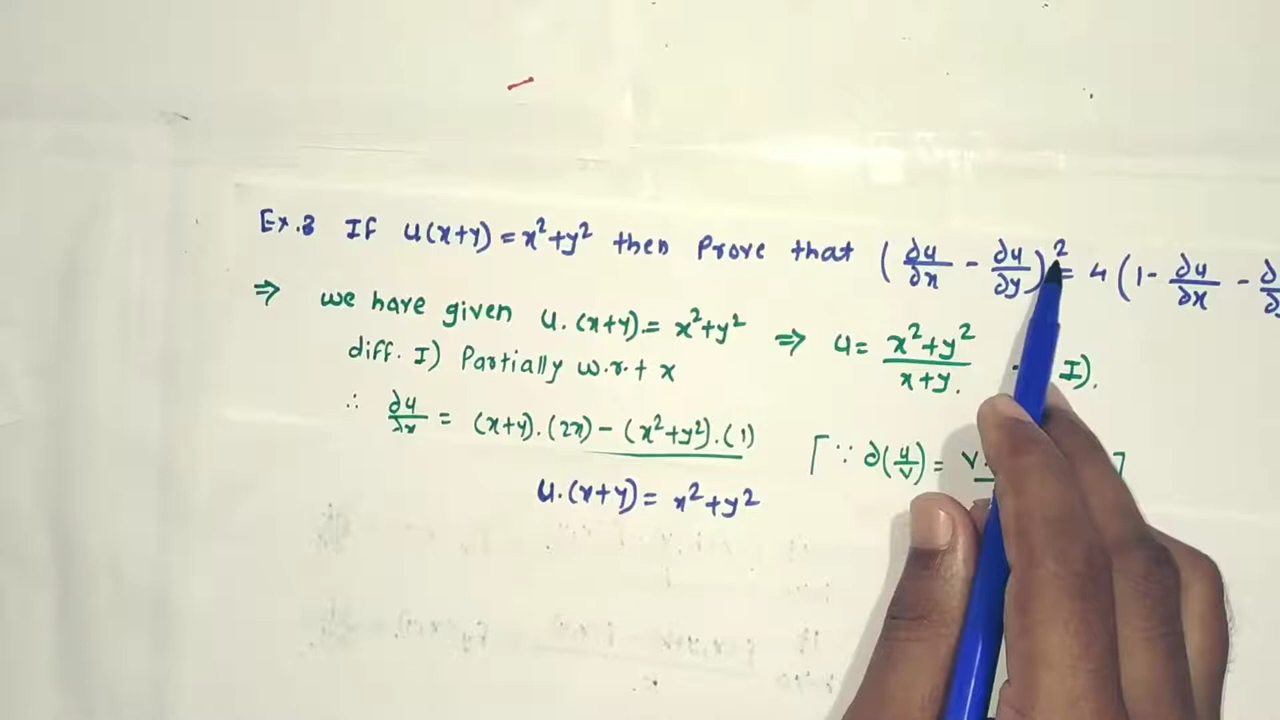 Ex.3 If u(x+y) = x²+y² then Prove that (∂u/∂x - ∂u/∂y)² = 4(1 - ∂u/∂x -
⇒ we have given u.(x+y) = x²+y² ⇒ u = x²+y²/x+y. I).
diff. I) Partially w.r.t x
∴ ∂u/∂x = (x+y).(2x) - (x²+y²).(1) [∵ ∂(u/v) = v. ]
u.(x+y) = x²+y²